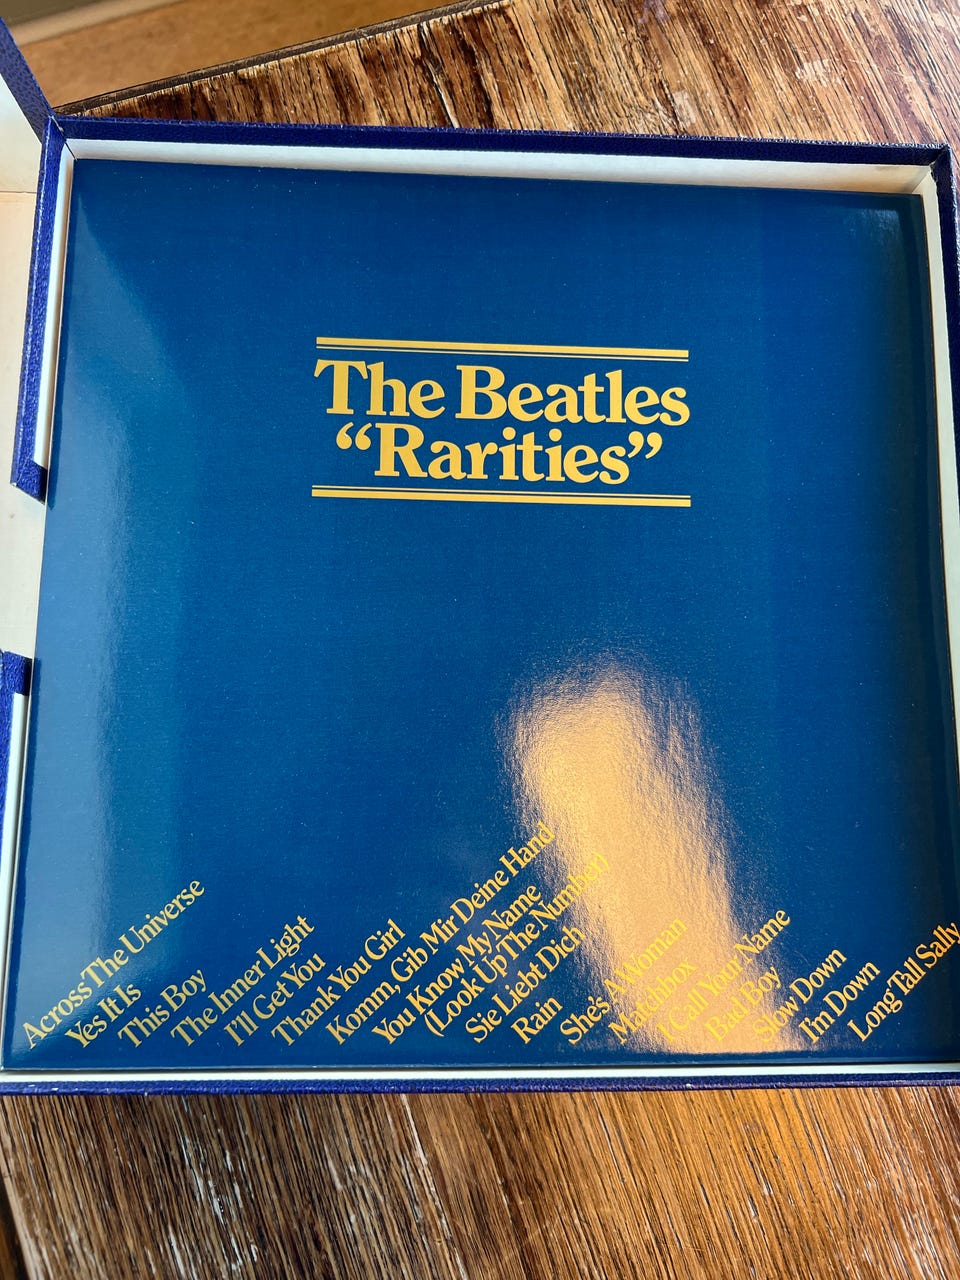 The Beatles
“Rarities”
Across The Universe
Yes It Is
This Boy
The Inner Light
I'll Get You
Thank You Girl
Komm, Gib Mir Deine Hand
You Know My Name
(Look Up The Number)
Sie Liebt Dich
Rain
She's A Woman
Matchbox
I Call Your Name
Bad Boy
Slow Down
I'm Down
Long Tall Sally